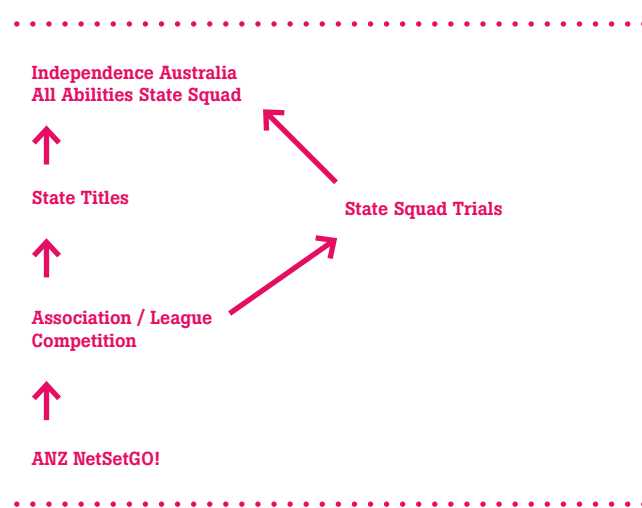 Independence Australia
All Abilities State Squad
State Titles
State Squad Trials
Association / League
Competition
ANZ NetSetGO!